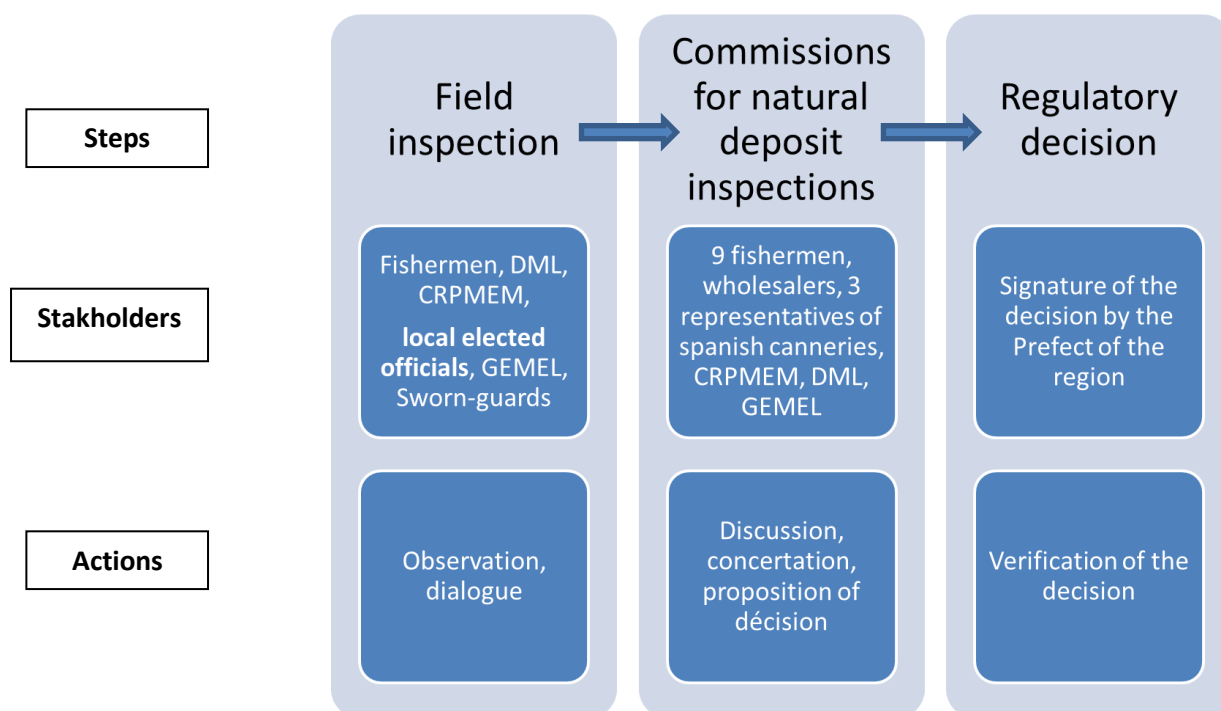 Steps
Field
inspection
Commissions
for natural
deposit
inspections
Regulatory
decision
Stakholders
Fishermen, DML,
CRPMEM,
local elected
officials, GEMEL,
Sworn-guards
9 fishermen,
wholesalers, 3
representatives of
spanish canneries,
CRPMEM, DML,
GEMEL
Signature of the
decision by the
Prefect of the
region
Actions
Observation,
dialogue
Discussion,
concertation,
proposition of
décision
Verification of the
decision